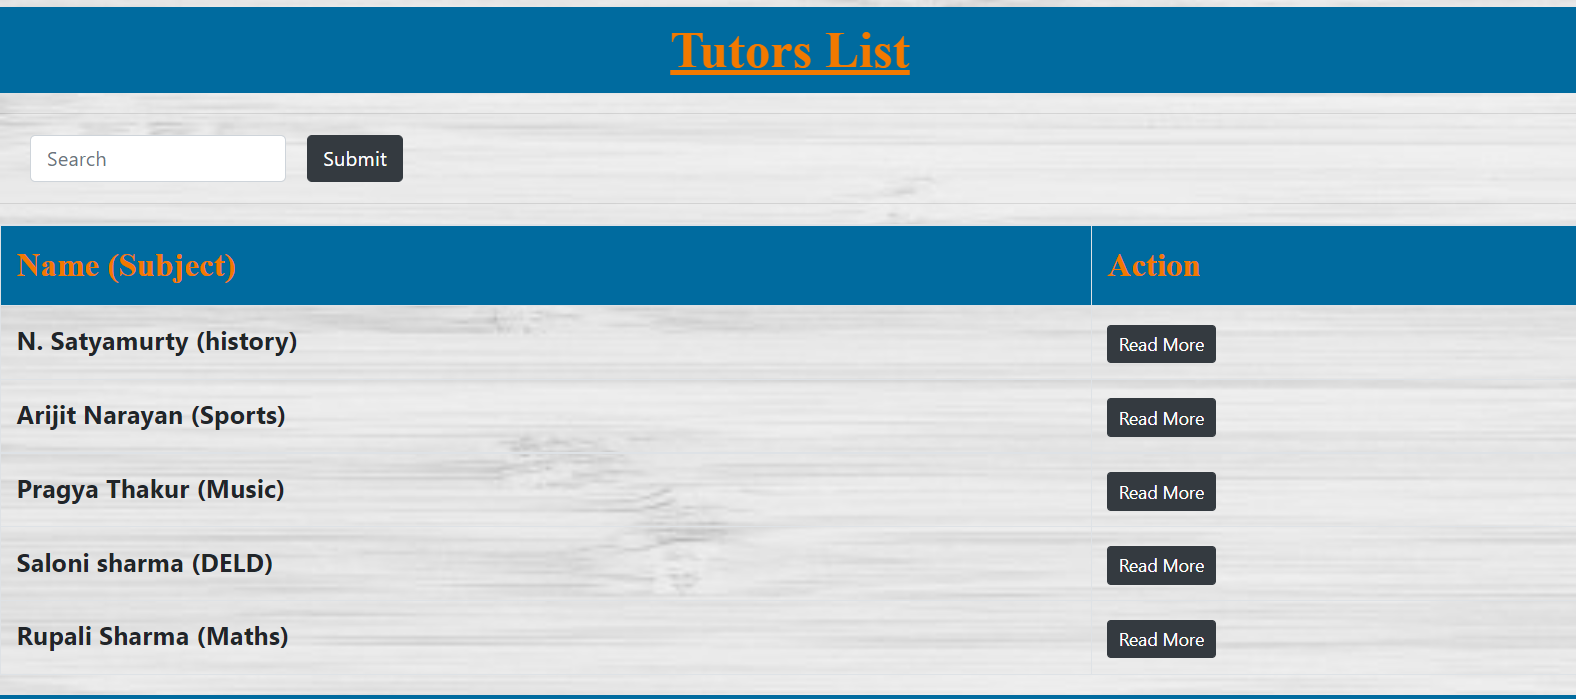 Tutors List
Search Submit
Name (Subject) Action
N. Satyamurty (history) Read More
Arijit Narayan (Sports) Read More
Pragya Thakur (Music) Read More
Saloni sharma (DELD) Read More
Rupali Sharma (Maths) Read More